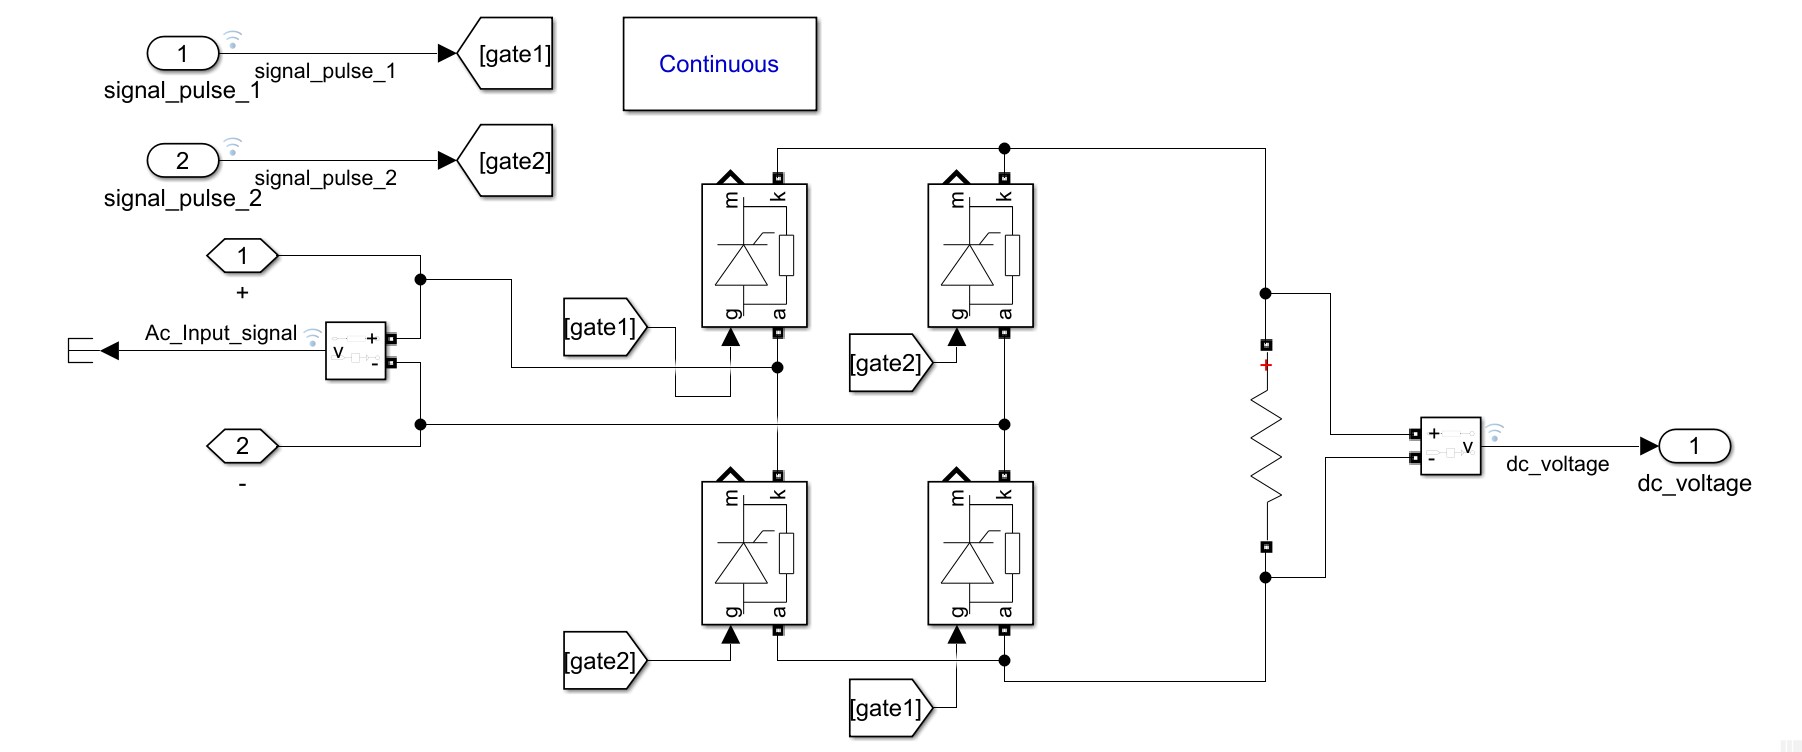 1
signal_pulse_1
signal_pulse_1
[gate1]
Continuous
2
signal_pulse_2
signal_pulse_2
[gate2]
1
+
Ac_Input_signal
v
+
-
2
-
[gate1]
m
k
g
a
[gate2]
m
k
g
a
[gate2]
m
k
g
a
[gate1]
m
k
g
a
+
+
-
v
dc_voltage
1
dc_voltage